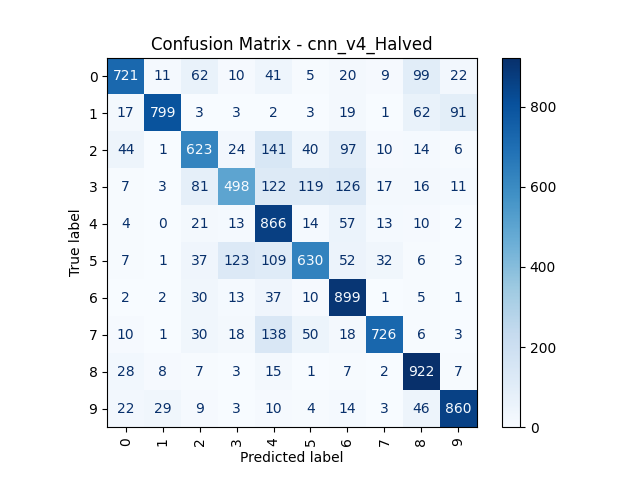 Confusion Matrix - cnn_v4_Halved
0 721 11 62 10 41 5 20 9 99 22
1 17 799 3 3 2 3 19 1 62 91
2 44 1 623 24 141 40 97 10 14 6
3 7 3 81 498 122 119 126 17 16 11
4 4 0 21 13 866 14 57 13 10 2
5 7 1 37 123 109 630 52 32 6 3
6 2 2 30 13 37 10 899 1 5 1
7 10 1 30 18 138 50 18 726 6 3
8 28 8 7 3 15 1 7 2 922 7
9 22 29 9 3 10 4 14 3 46 860
0 1 2 3 4 5 6 7 8 9
True label
Predicted label
800
600
400
200
0